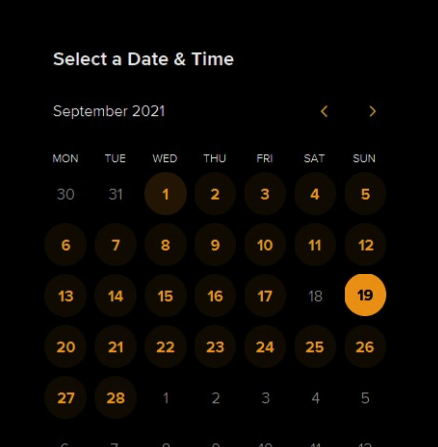 Select a Date & Time
September 2021
MON TUE WED THU FRI SAT SUN
30 31 1 2 3 4 5
6 7 8 9 10 11 12
13 14 15 16 17 18 19
20 21 22 23 24 25 26
27 28 1 2 3 4 5